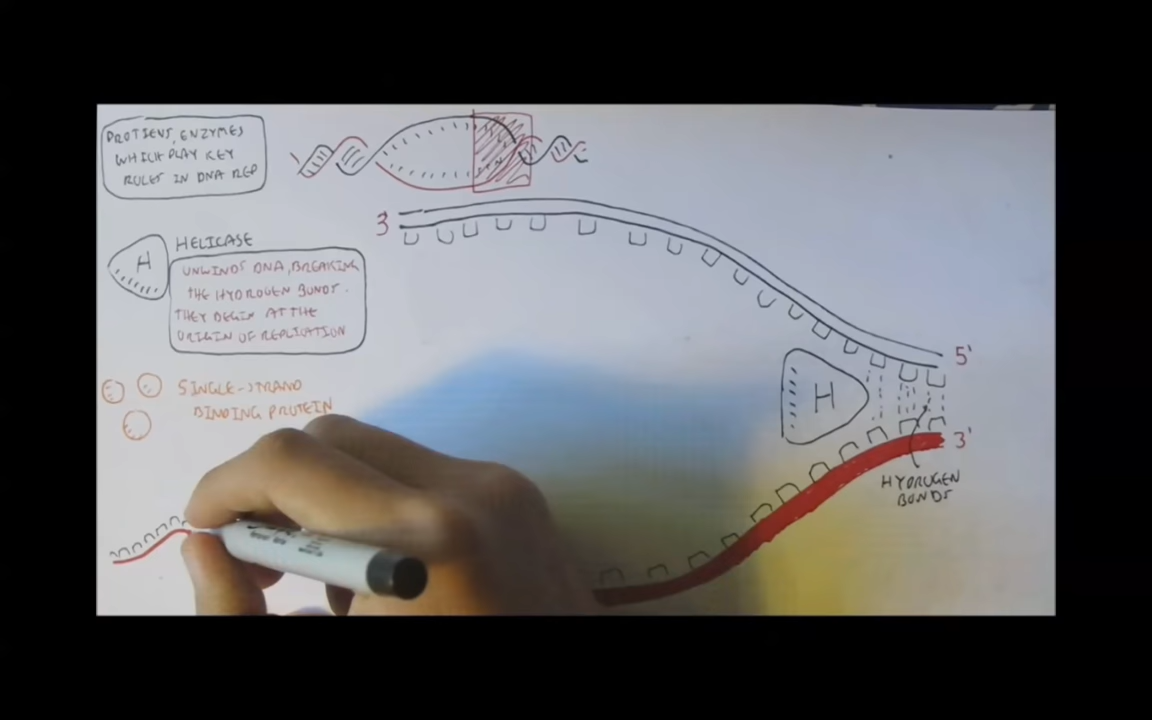 PROTIENS, ENZYMES
WHICH PLAY KEY
ROLES IN DNA REP
3
H
HELICASE
UNWINDS DNA, BREAKING
THE HYDROGEN BONDS.
THEY BEGIN AT THE
ORIGIN OF REPLICATION
5'
H
SINGLE-STRAND
BINDING PROTEIN
3'
HYDROGEN
BONDS